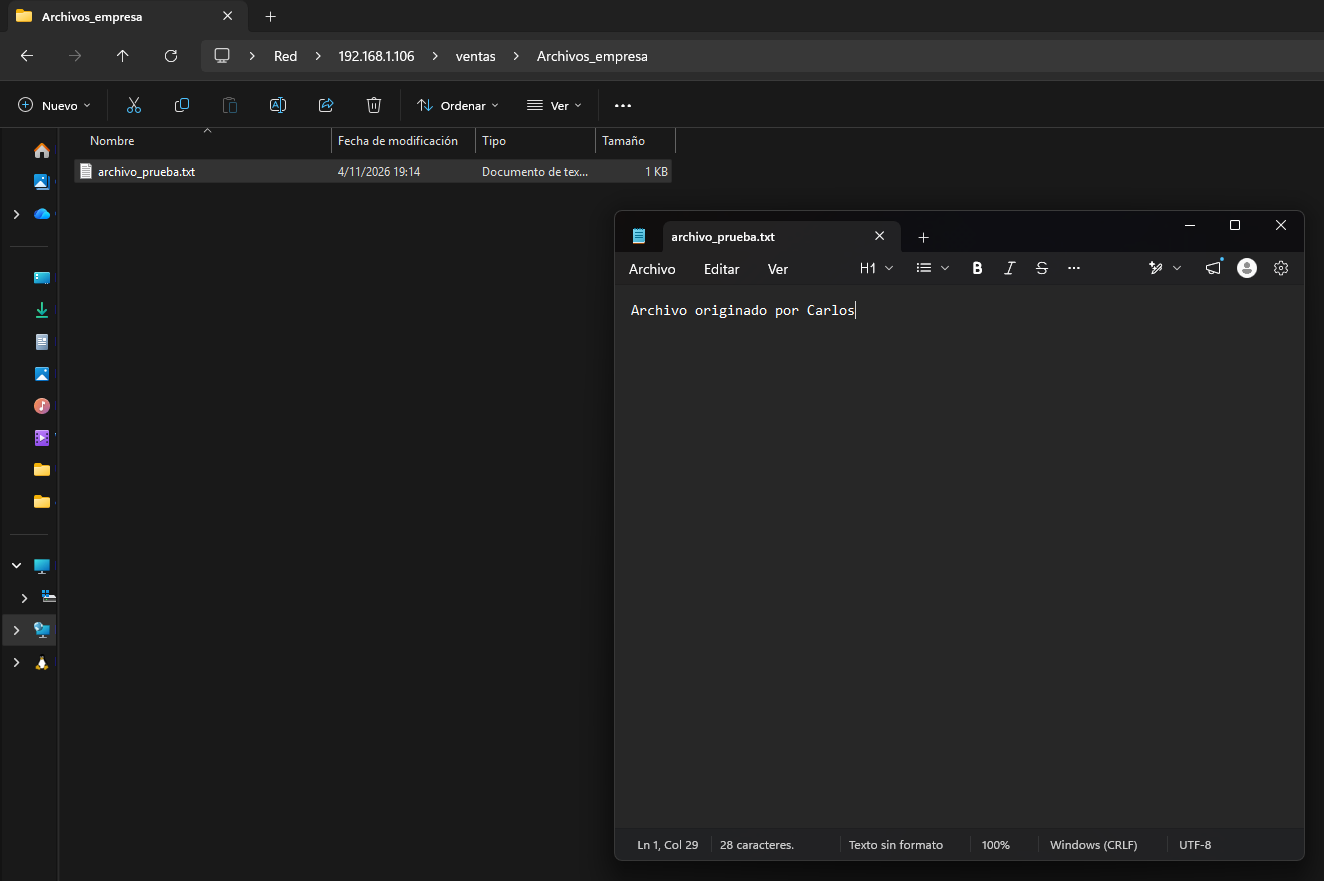 Archivos_empresa
Red 192.168.1.106 ventas Archivos_empresa
Nuevo Ordenar Ver
Nombre Fecha de modificación Tipo Tamaño
archivo_prueba.txt 4/11/2026 19:14 Documento de tex... 1 KB
archivo_prueba.txt
Archivo Editar Ver H1 B I S
Archivo originado por Carlos
Ln 1, Col 29 28 caracteres. Texto sin formato 100% Windows (CRLF) UTF-8